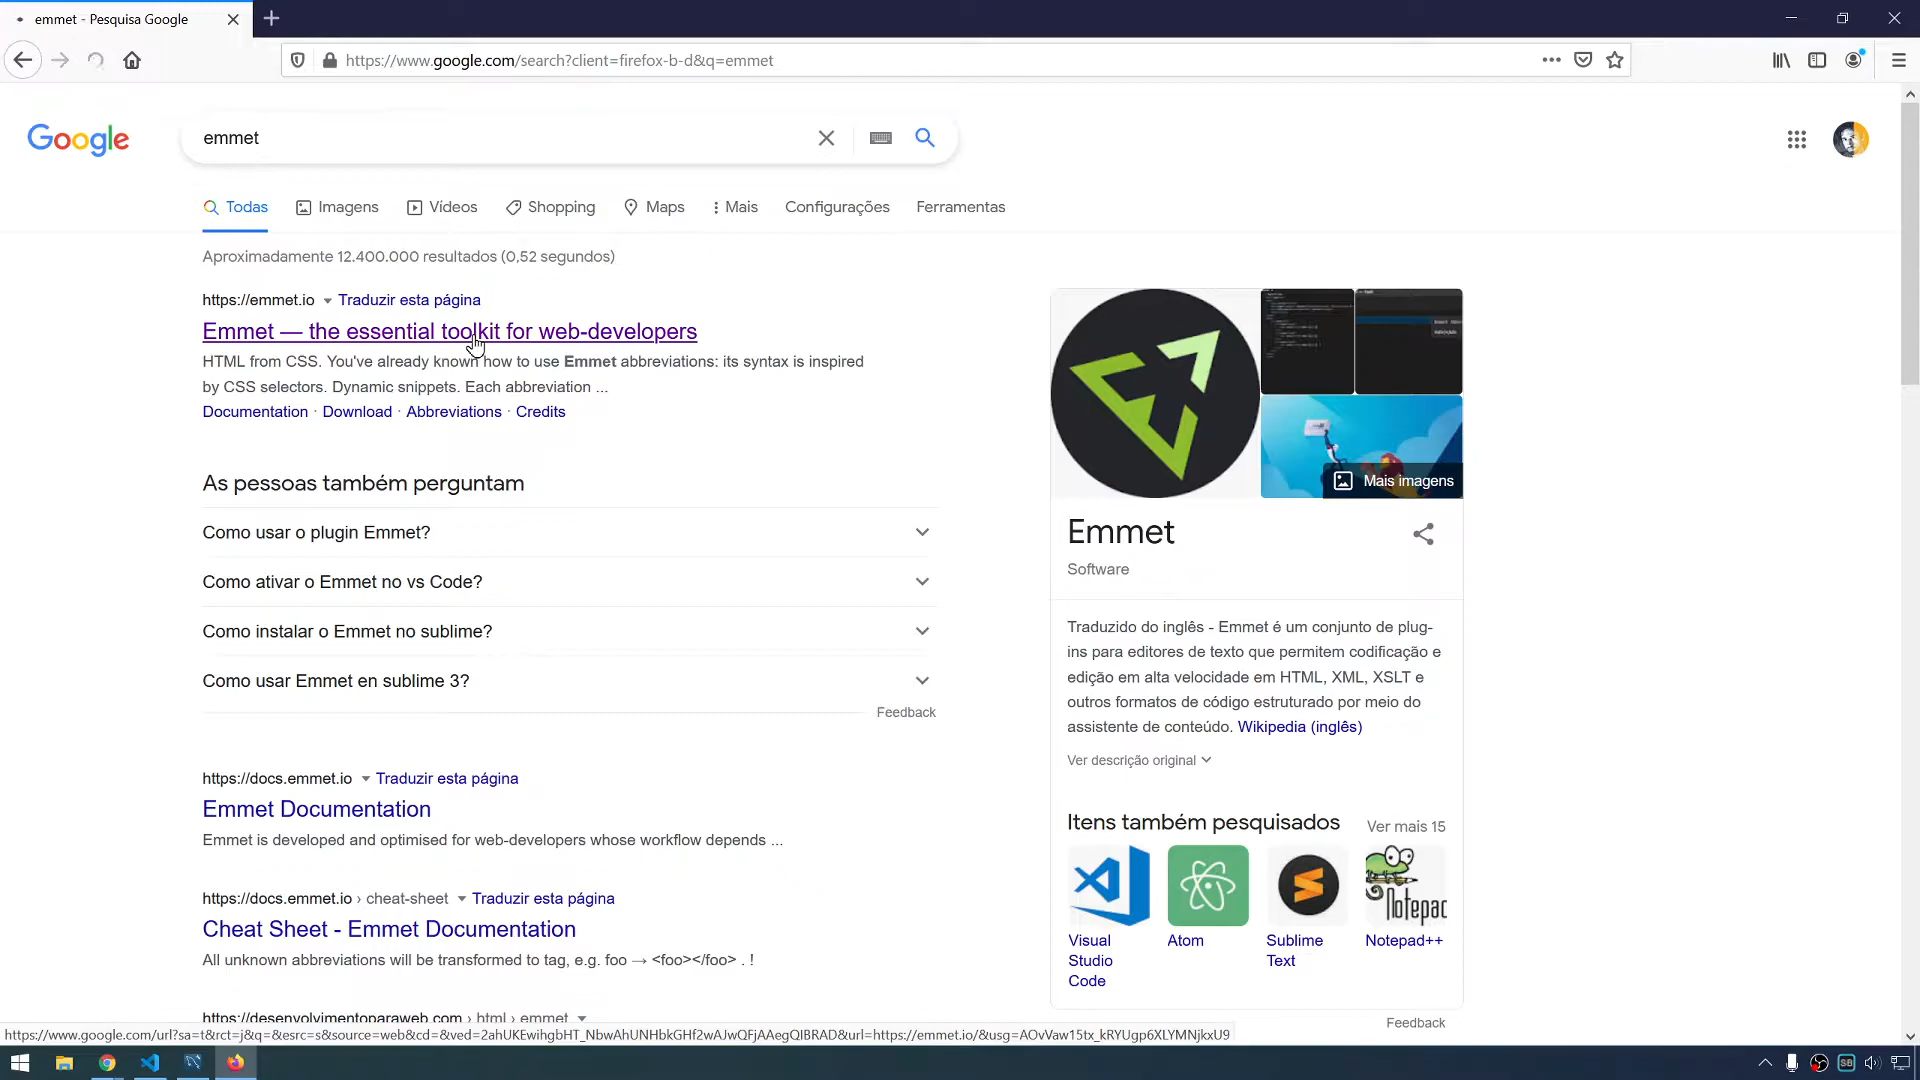 emmet - Pesquisa Google
https://www.google.com/search?client=firefox-b-d&q=emmet
Google
emmet
Todas
Imagens
Vídeos
Shopping
Maps
Mais
Configurações
Ferramentas
Aproximadamente 12.400.000 resultados (0,52 segundos)
https://emmet.io Traduzir esta página
Emmet — the essential toolkit for web-developers
HTML from CSS. You've already known how to use Emmet abbreviations: its syntax is inspired
by CSS selectors. Dynamic snippets. Each abbreviation ...
Documentation · Download · Abbreviations · Credits
As pessoas também perguntam
Como usar o plugin Emmet?
Como ativar o Emmet no vs Code?
Como instalar o Emmet no sublime?
Como usar Emmet en sublime 3?
Feedback
https://docs.emmet.io Traduzir esta página
Emmet Documentation
Emmet is developed and optimised for web-developers whose workflow depends ...
https://docs.emmet.io › cheat-sheet Traduzir esta página
Cheat Sheet - Emmet Documentation
All unknown abbreviations will be transformed to tag, e.g. foo → <foo></foo> . !
https://desenvolvimentoparaweb.com › html › emmet
Mais imagens
Emmet
Software
Traduzido do inglês - Emmet é um conjunto de plug-
ins para editores de texto que permitem codificação e
edição em alta velocidade em HTML, XML, XSLT e
outros formatos de código estruturado por meio do
assistente de conteúdo. Wikipedia (inglês)
Ver descrição original
Itens também pesquisados
Ver mais 15
Visual
Studio
Code
Atom
Sublime
Text
Notepad++
Feedback
https://www.google.com/url?sa=t&rct=j&q=&esrc=s&source=web&cd=&ved=2ahUKEwihgbHT_NbwAhUNHbkGHf2wAJwQFjAAegQIBRAD&url=https://emmet.io/&usg=AOvVaw15tx_kRYUgp6XLYMNjkxU9
SB